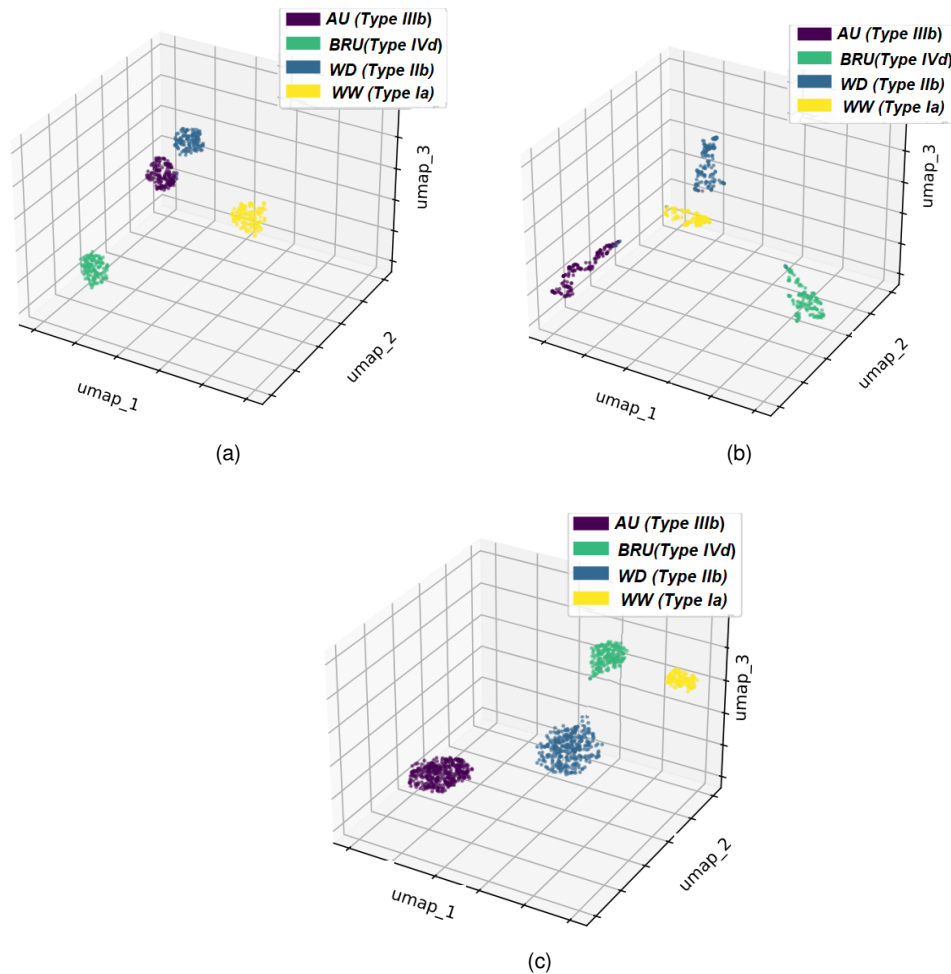 AU (Type IIIb)
BRU(Type IVd)
WD (Type IIb)
WW (Type Ia)
umap_3
umap_2
umap_1
(a)
AU (Type IIIb)
BRU(Type IVd)
WD (Type IIb)
WW (Type Ia)
umap_3
umap_2
umap_1
(b)
AU (Type IIIb)
BRU(Type IVd)
WD (Type IIb)
WW (Type Ia)
umap_3
umap_2
umap_1
(c)